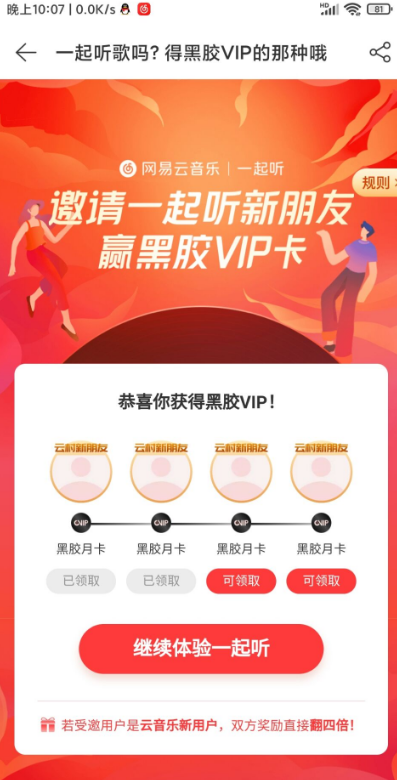 晚上10:07 | 0.0K/s
HD
81
一起听歌吗? 得黑胶VIP的那种哦
网易云音乐 | 一起听
规则
邀请一起听新朋友
赢黑胶VIP卡
恭喜你获得黑胶VIP!
云村新朋友 云村新朋友 云村新朋友 云村新朋友
VIP VIP VIP VIP
黑胶月卡 黑胶月卡 黑胶月卡 黑胶月卡
已领取 已领取 可领取 可领取
继续体验一起听
若受邀用户是云音乐新用户，双方奖励直接翻四倍!